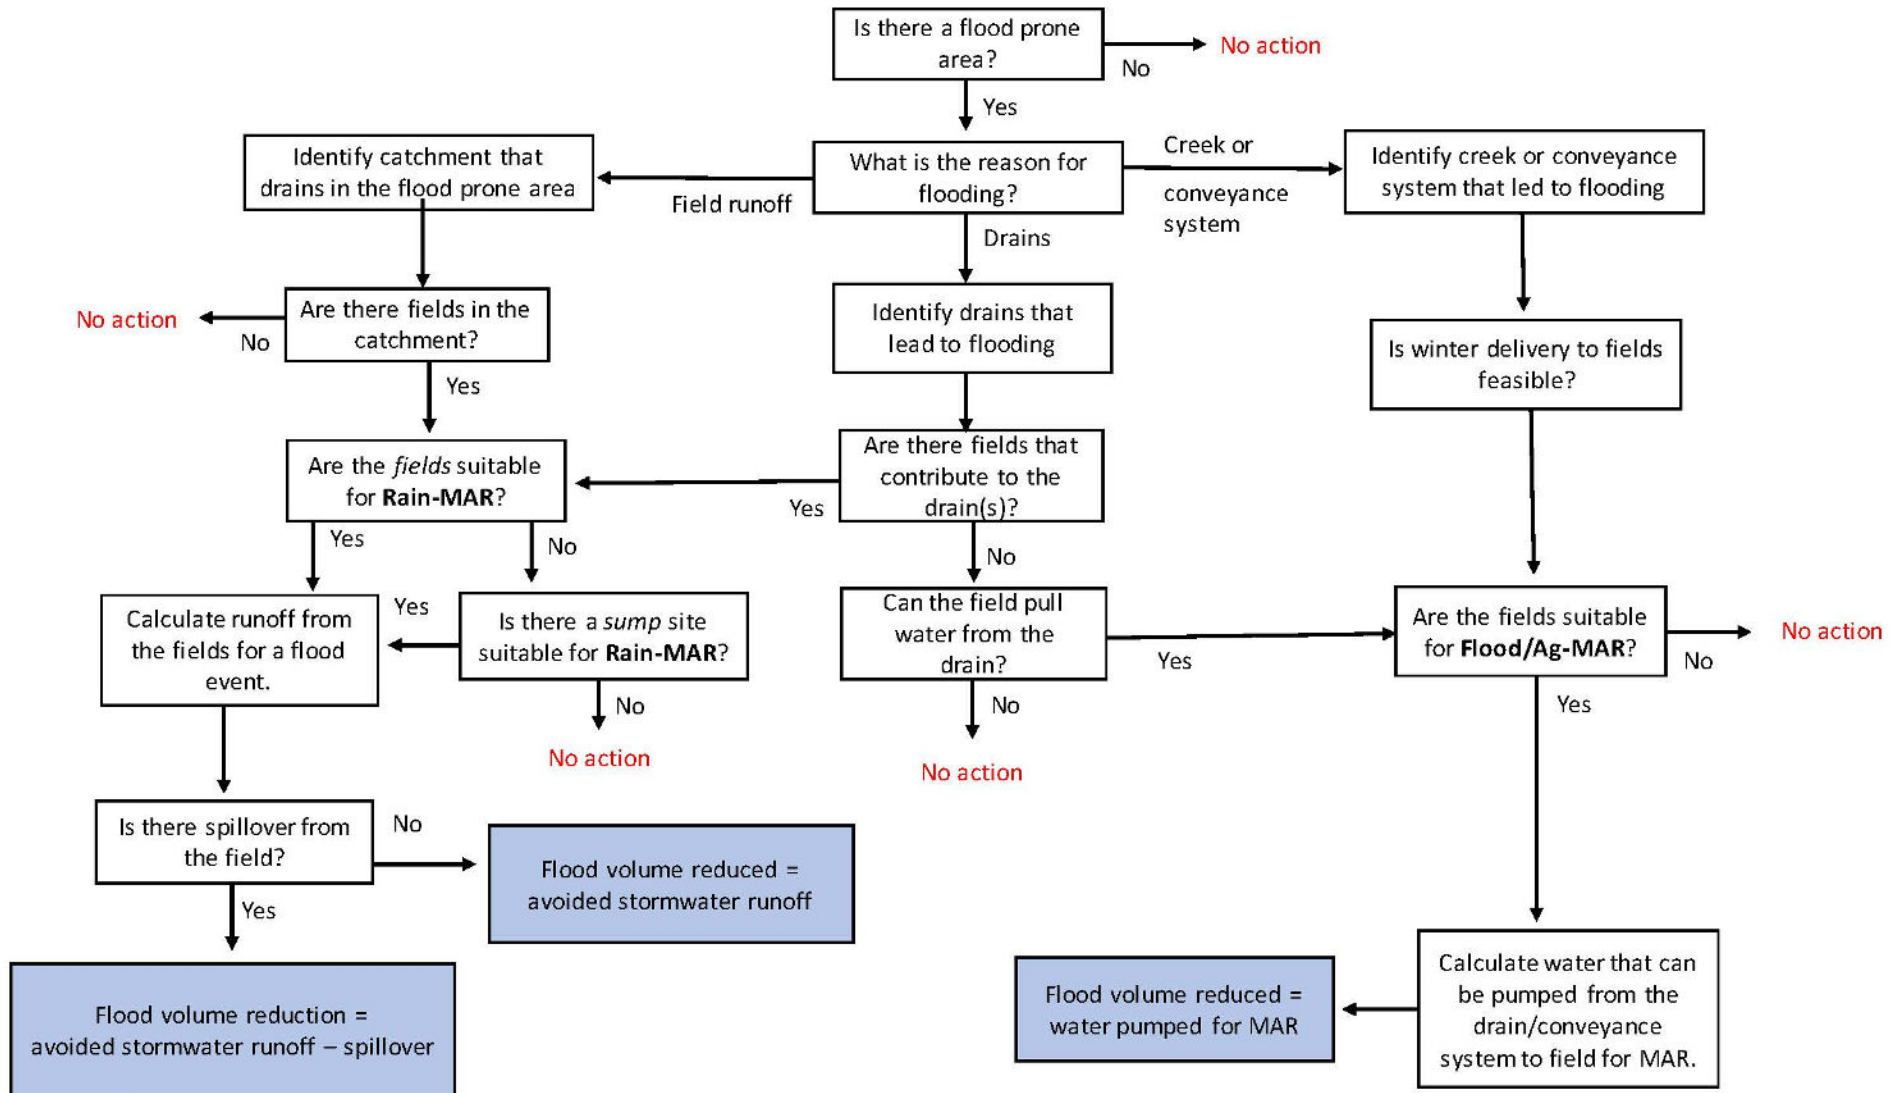 Is there a flood prone
area?
No
No action
Yes
Identify catchment that
drains in the flood prone area
Field runoff
What is the reason for
flooding?
Creek or
conveyance
system
Identify creek or conveyance
system that led to flooding
Drains
No action
No
Are there fields in the
catchment?
Yes
Identify drains that
lead to flooding
Is winter delivery to fields
feasible?
Are the fields suitable
for Rain-MAR?
Yes
Are there fields that
contribute to the
drain(s)?
Yes
No
No
Calculate runoff from
the fields for a flood
event.
Yes
Is there a sump site
suitable for Rain-MAR?
No
No action
Can the field pull
water from the
drain?
Yes
No
No action
Are the fields suitable
for Flood/Ag-MAR?
No
No action
Yes
Is there spillover from
the field?
No
Flood volume reduced =
avoided stormwater runoff
Yes
Flood volume reduction =
avoided stormwater runoff – spillover
Flood volume reduced =
water pumped for MAR
Calculate water that can
be pumped from the
drain/conveyance
system to field for MAR.